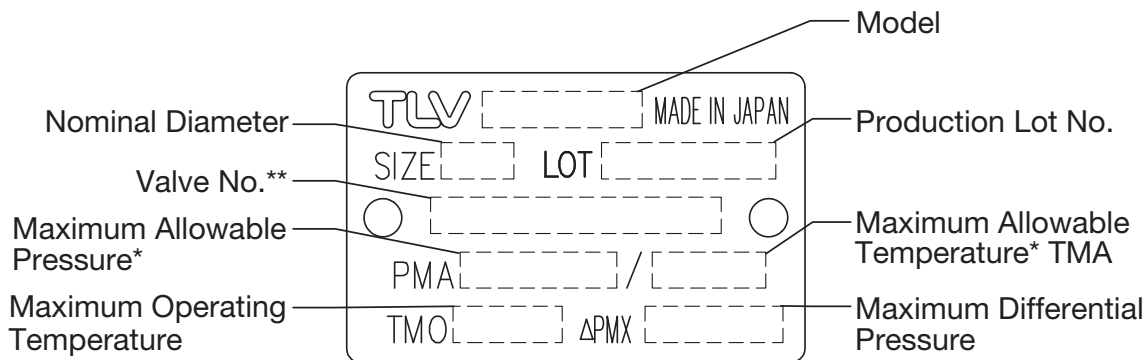 Model
TLV MADE IN JAPAN
Nominal Diameter
Production Lot No.
SIZE LOT
Valve No.**
Maximum Allowable
Pressure*
Maximum Allowable
Temperature* TMA
PMA /
Maximum Operating
Temperature
TMO ΔPMX
Maximum Differential
Pressure